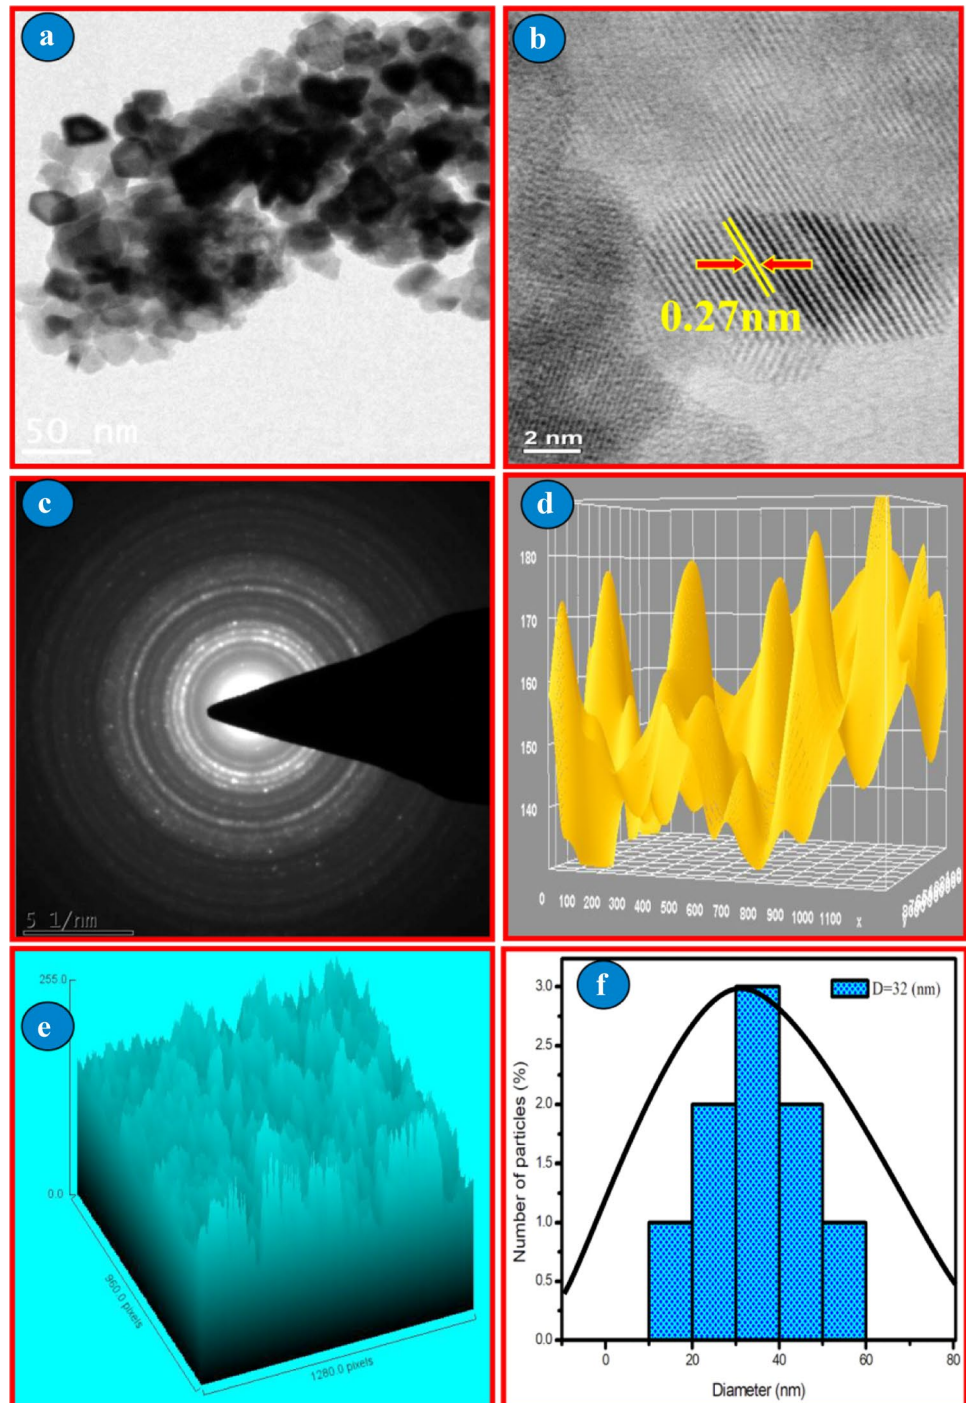 a
50 nm
b
0.27nm
2 nm
c
5 1/nm
d
180
170
160
150
140
0 100 200 300 400 500 600 700 800 900 1000 1100 x
y
e
255.0
0.0
960.0 pixels
1280.0 pixels
f
D=32 (nm)
Number of particles (%)
3.0
2.5
2.0
1.5
1.0
0.5
0.0
0 20 40 60 80
Diameter (nm)